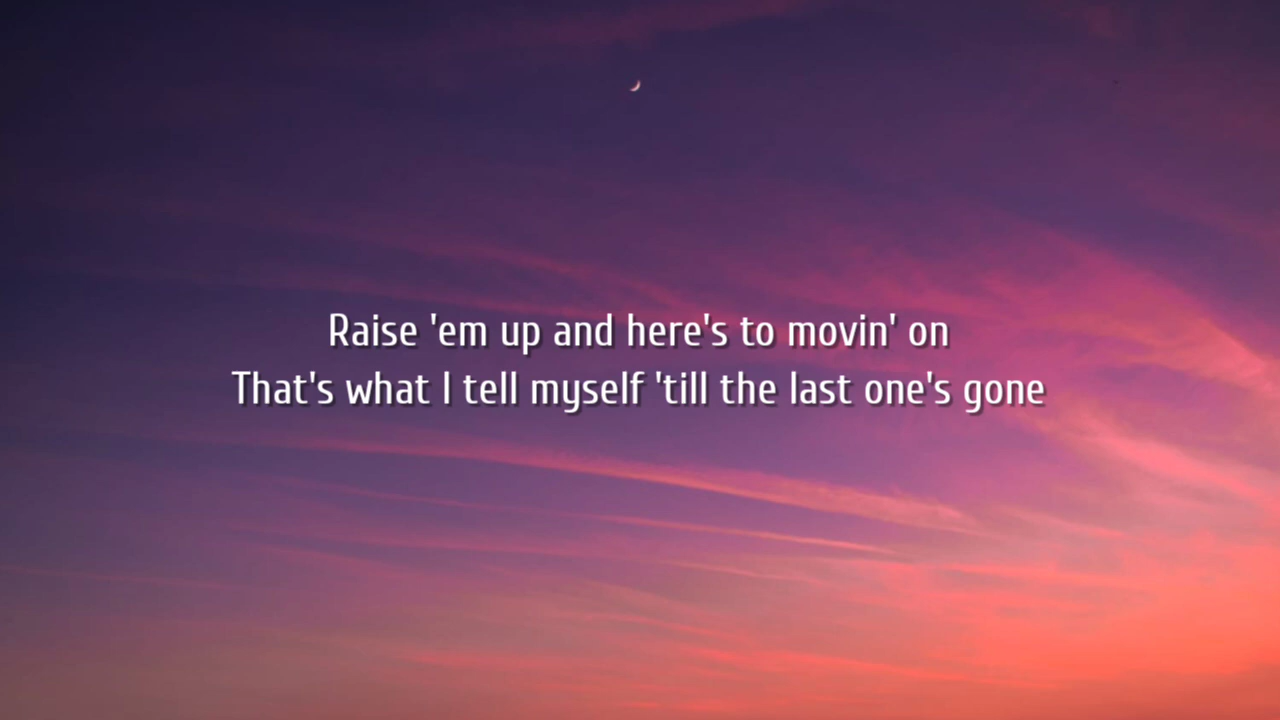 Raise 'em up and here's to movin' on
That's what I tell myself 'till the last one's gone